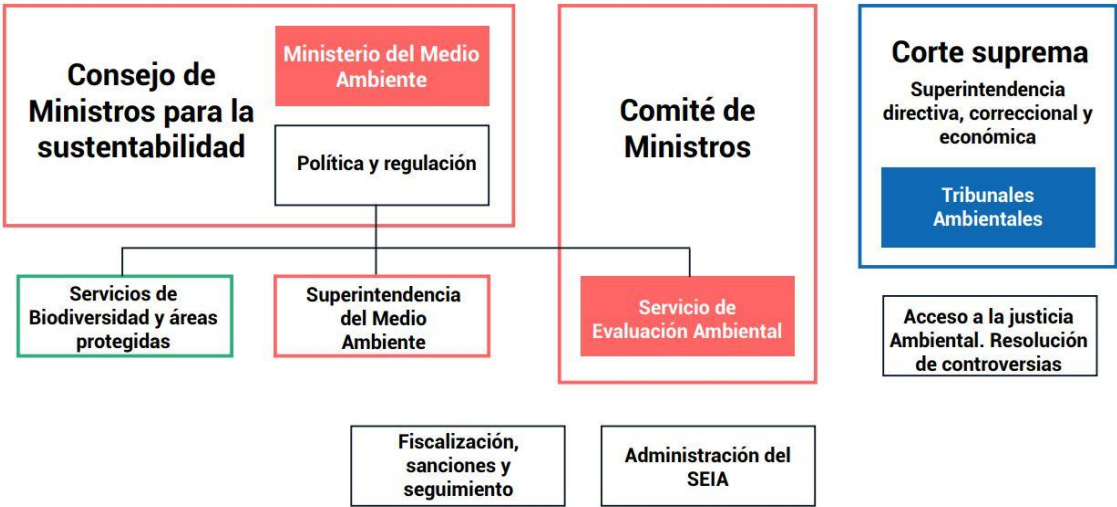 Consejo de
Ministros para la
sustentabilidad
Ministerio del Medio
Ambiente
Política y regulación
Comité de
Ministros
Corte suprema
Superintendencia
directiva, correccional y
económica
Tribunales
Ambientales
Servicios de
Biodiversidad y áreas
protegidas
Superintendencia
del Medio
Ambiente
Servicio de
Evaluación Ambiental
Acceso a la justicia
Ambiental. Resolución
de controversias
Fiscalización,
sanciones y
seguimiento
Administración del
SEIA